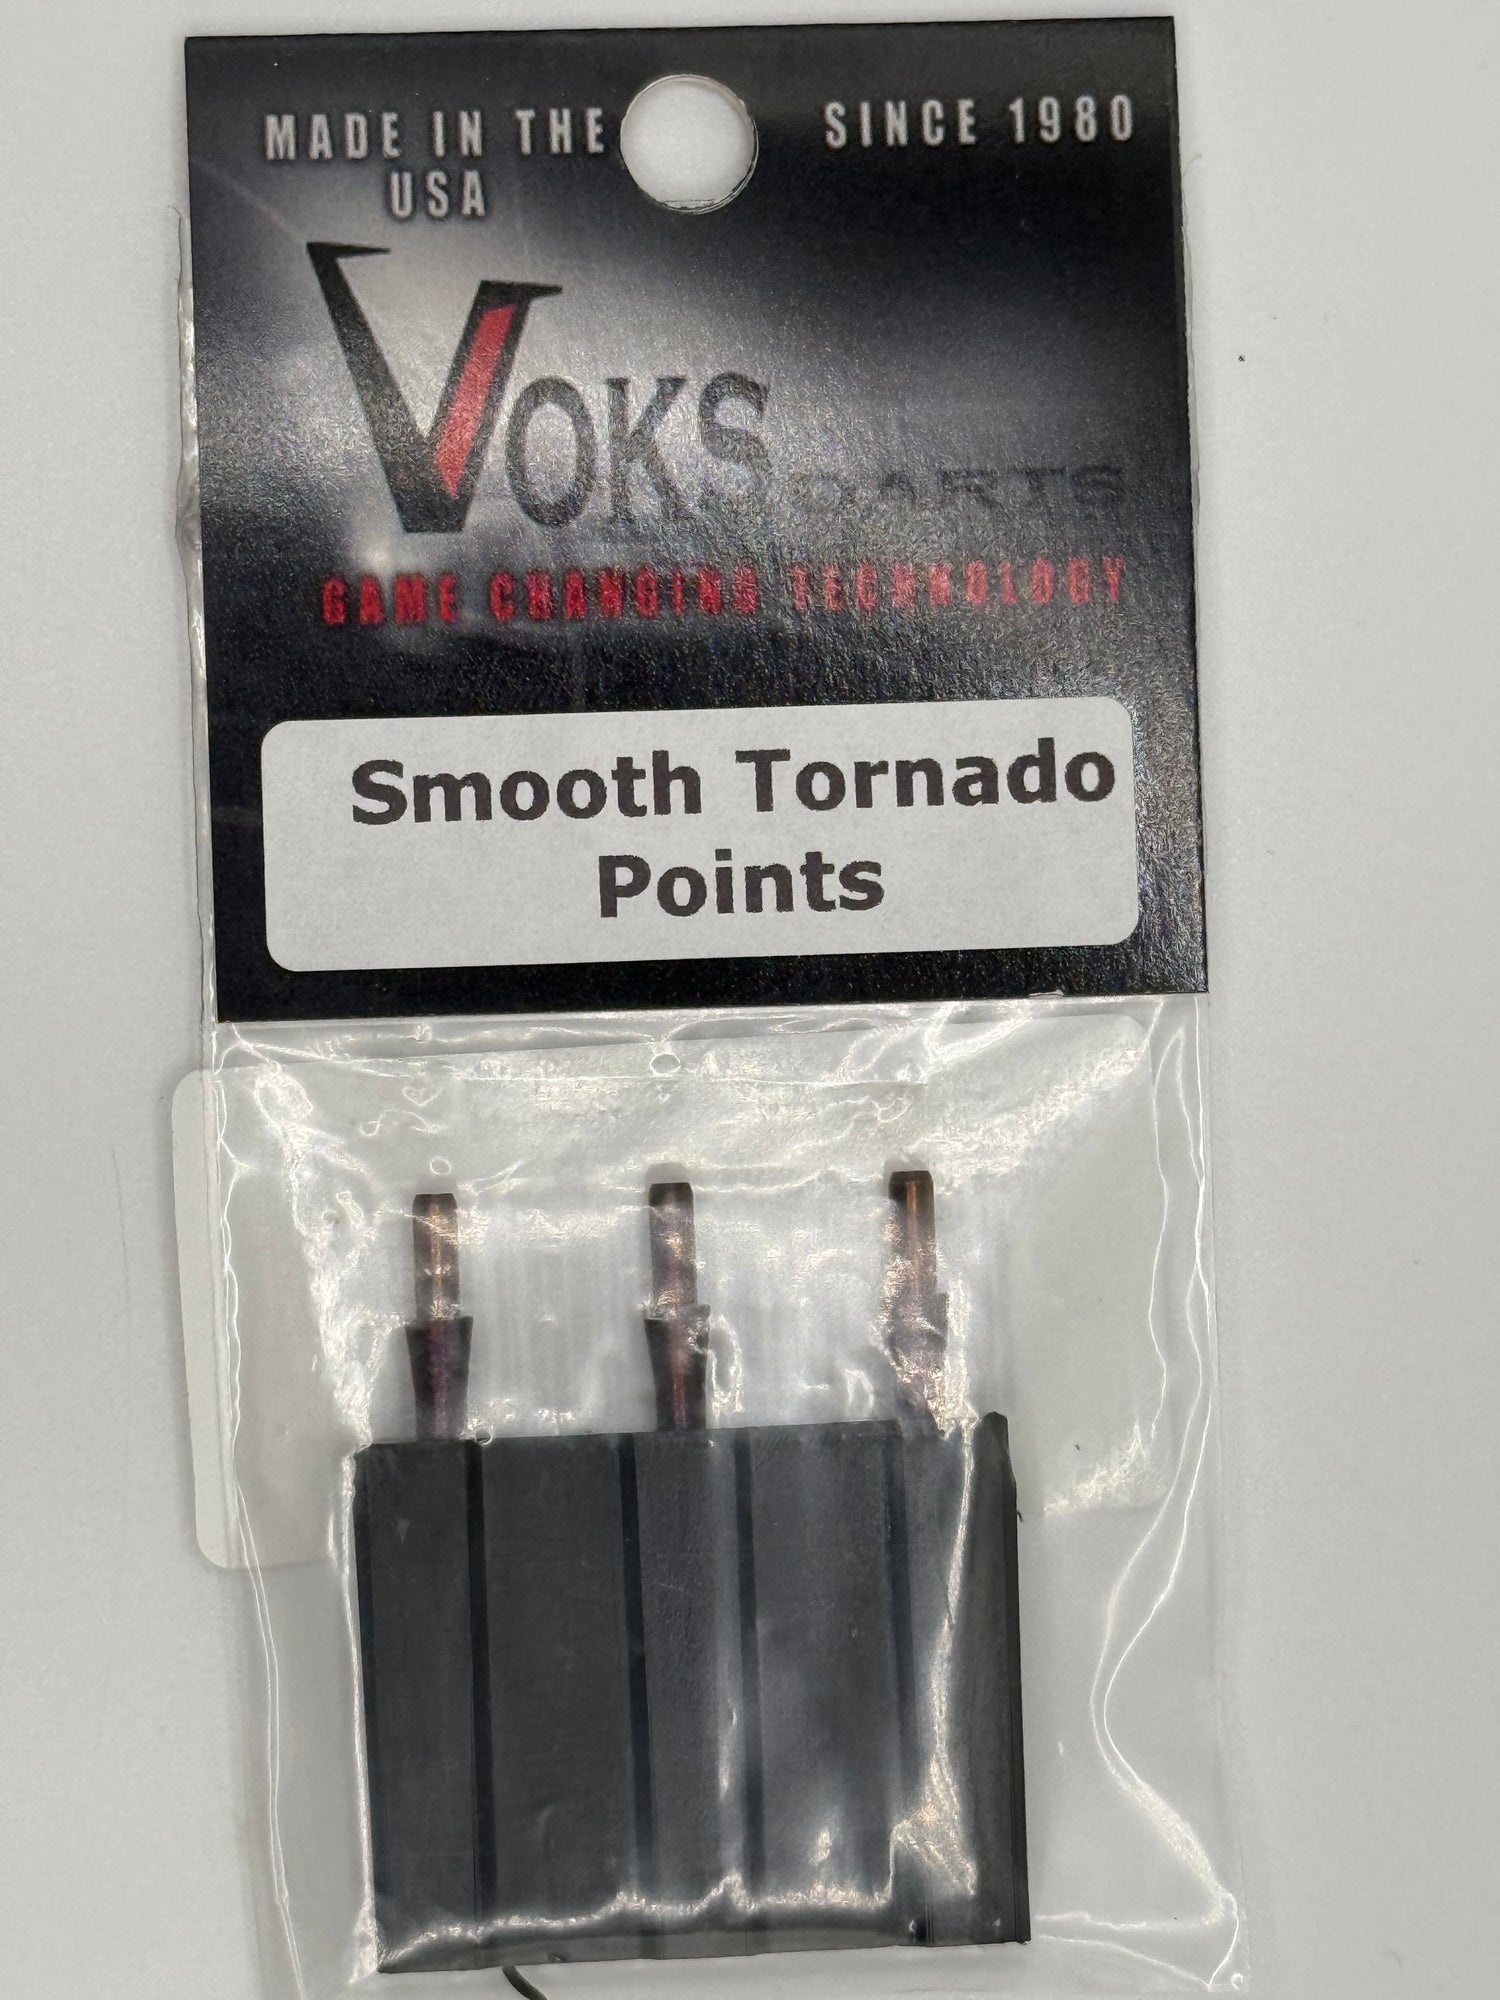 MADE IN THE
USA
SINCE 1980
VOKS DARTS
GAME CHANGING TECHNOLOGY
Smooth Tornado
Points